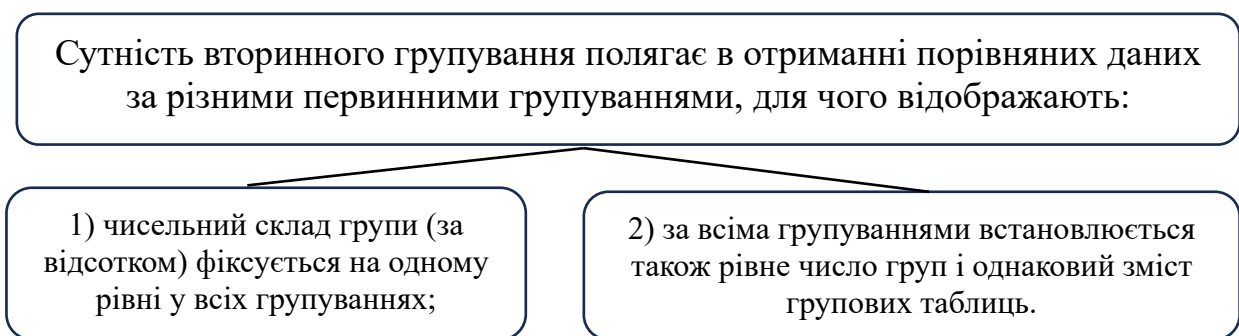 Сутність вторинного групування полягає в отриманні порівняних даних
за різними первинними групуваннями, для чого відображають:
1) чисельний склад групи (за
відсотком) фіксується на одному
рівні у всіх групуваннях;
2) за всіма групуваннями встановлюється
також рівне число груп і однаковий зміст
групових таблиць.